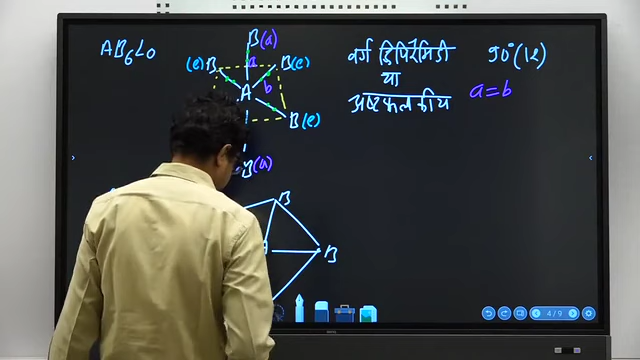 AB₆L₀
B(a)
(e)B
B(e)
a
b
A
B(e)
B(a)
वर्ग द्विपिरेमिडी
या
अष्टफलकीय
90°(12)
a=b
B
B
4/9